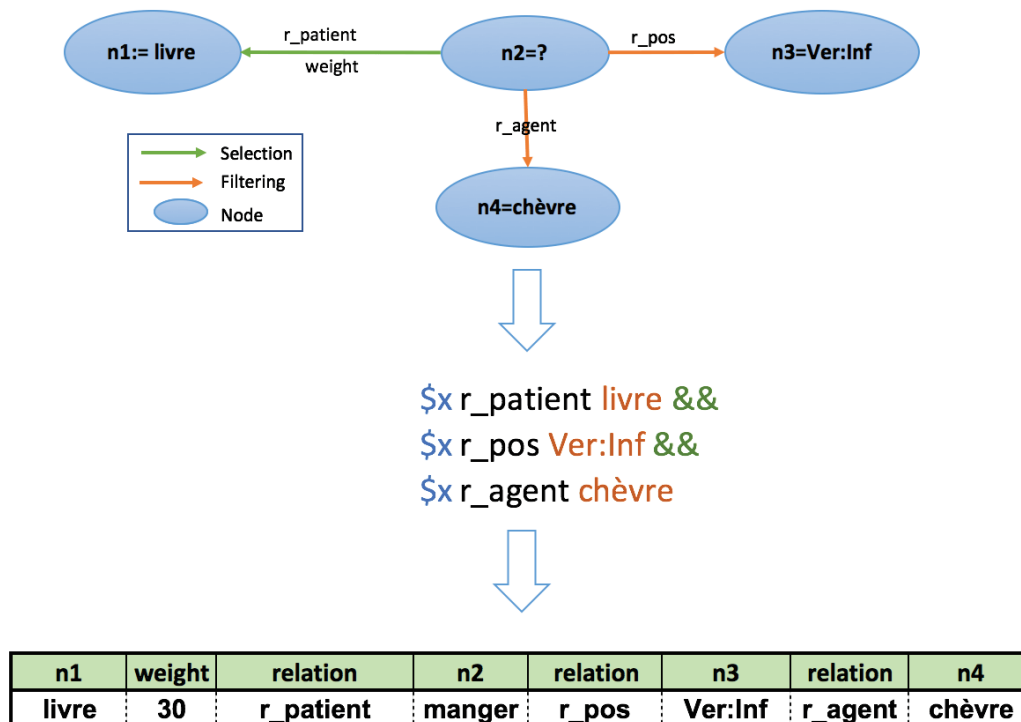 r_patient
n1:= livre
weight
n2=?
r_pos
n3=Ver:Inf
r_agent
Selection
Filtering
Node
n4=chèvre
$x r_patient livre &&
$x r_pos Ver:Inf &&
$x r_agent chèvre
n1 weight relation n2 relation n3 relation n4
livre 30 r_patient manger r_pos Ver:Inf r_agent chèvre